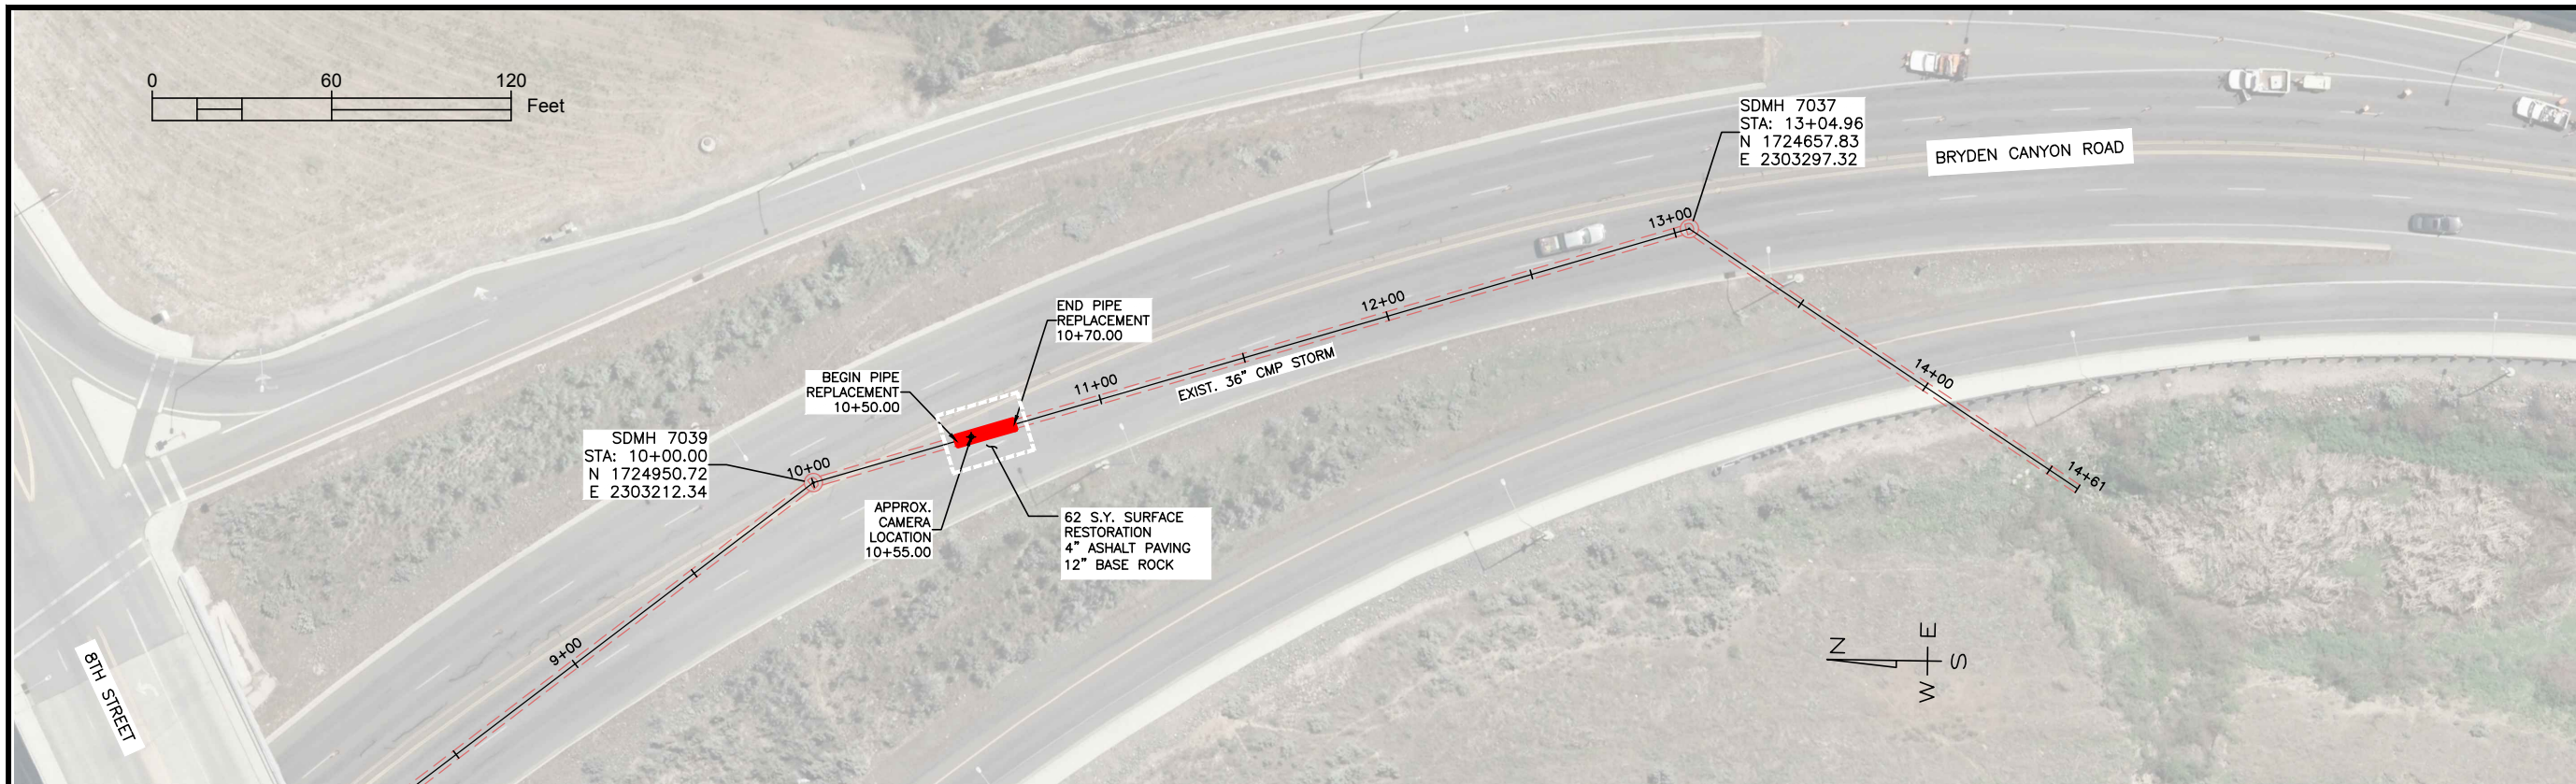 0 60 120
Feet
SDMH 7037
STA: 13+04.96
N 1724657.83
E 2303297.32
BRYDEN CANYON ROAD
13+00
END PIPE
REPLACEMENT
10+70.00
12+00
EXIST. 36" CMP STORM
BEGIN PIPE
REPLACEMENT
10+50.00
11+00
14+00
SDMH 7039
STA: 10+00.00
N 1724950.72
E 2303212.34
10+00
14+61
APPROX.
CAMERA
LOCATION
10+55.00
62 S.Y. SURFACE
RESTORATION
4" ASHALT PAVING
12" BASE ROCK
9+00
8TH STREET
N
E
S
W
D